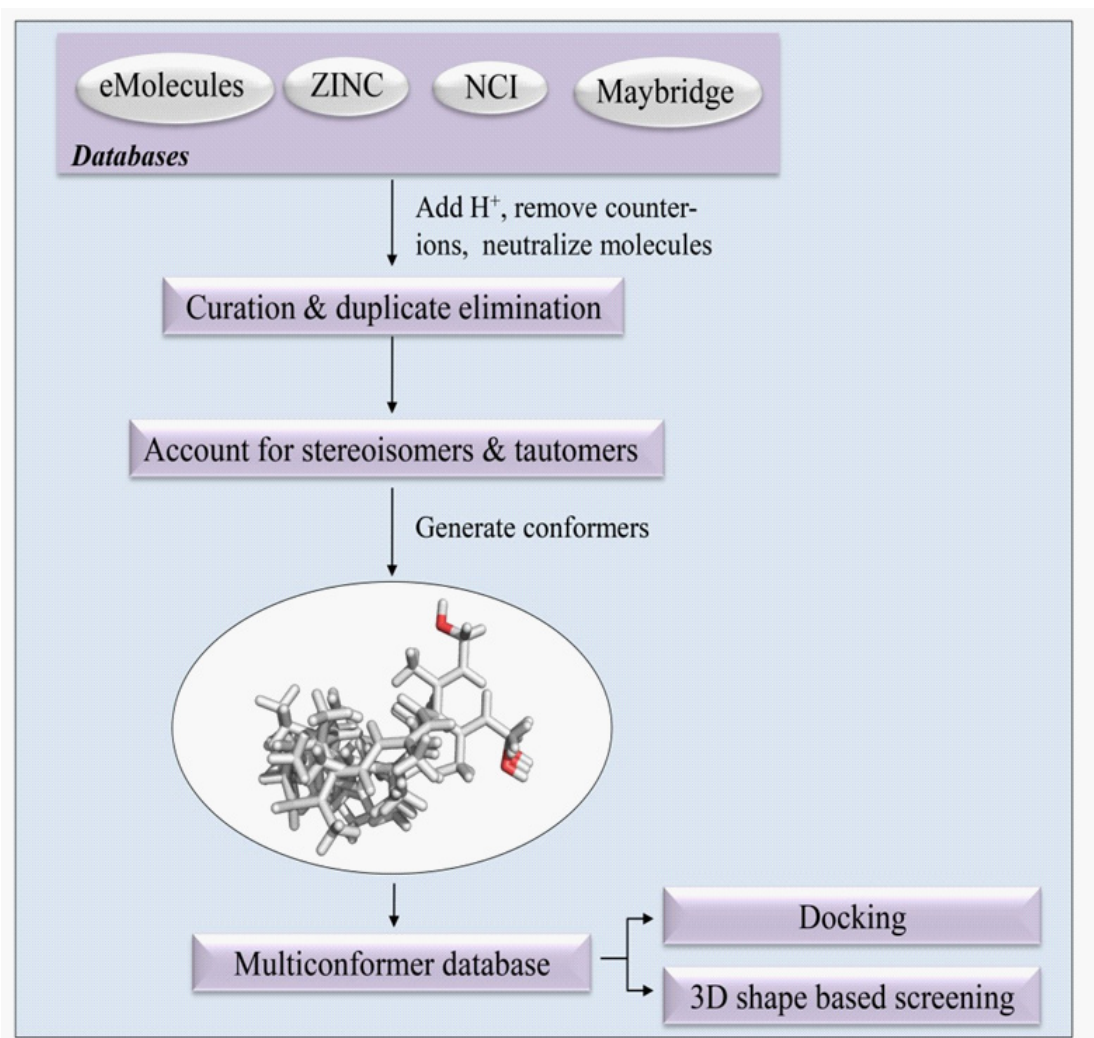 eMolecules ZINC NCI Maybridge
Databases
Add H⁺, remove counter-
ions, neutralize molecules
Curation & duplicate elimination
Account for stereoisomers & tautomers
Generate conformers
Docking
Multiconformer database
3D shape based screening